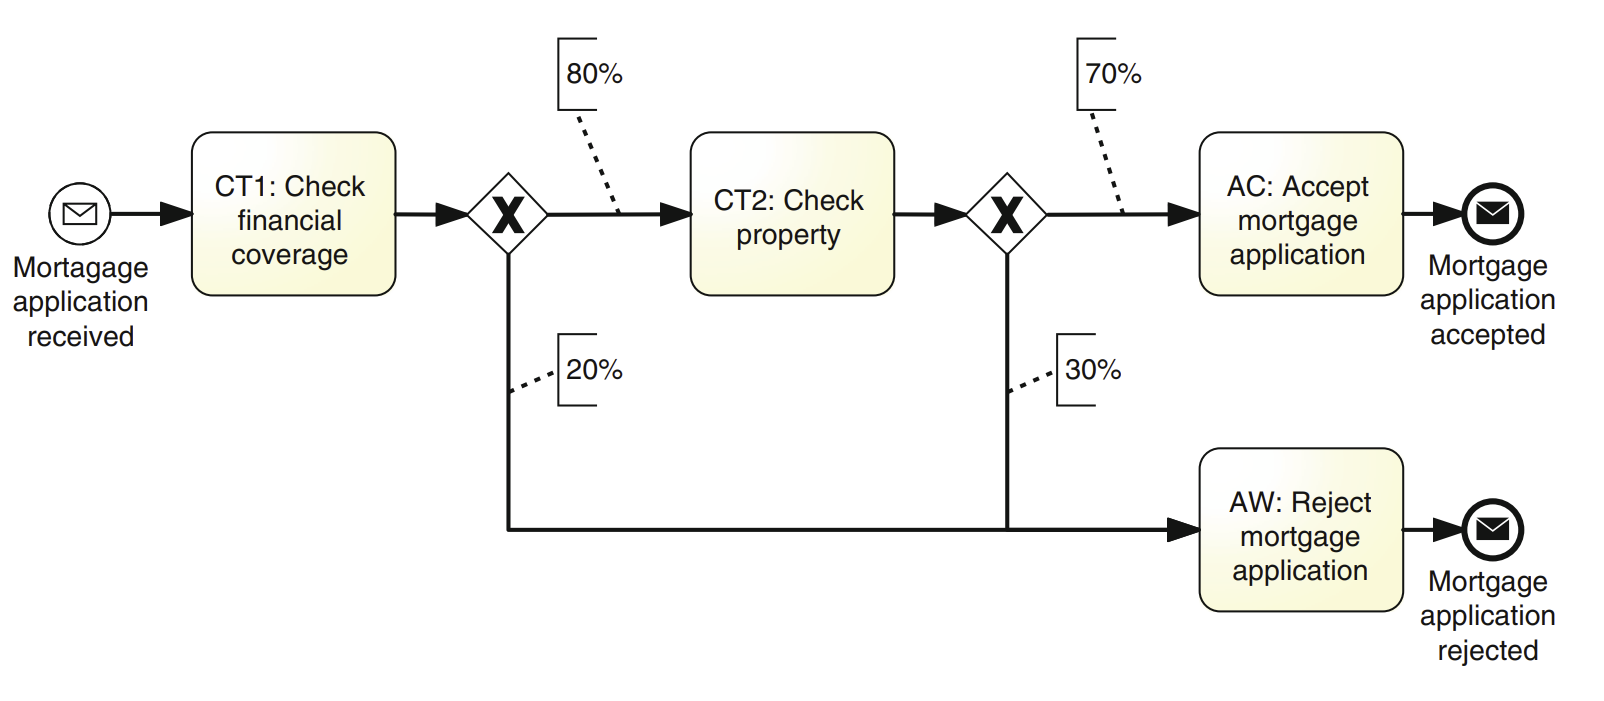 80%
70%
CT1: Check
financial
coverage
X
CT2: Check
property
X
AC: Accept
mortgage
application
Mortagage
application
received
Mortgage
application
accepted
20%
30%
AW: Reject
mortgage
application
Mortgage
application
rejected